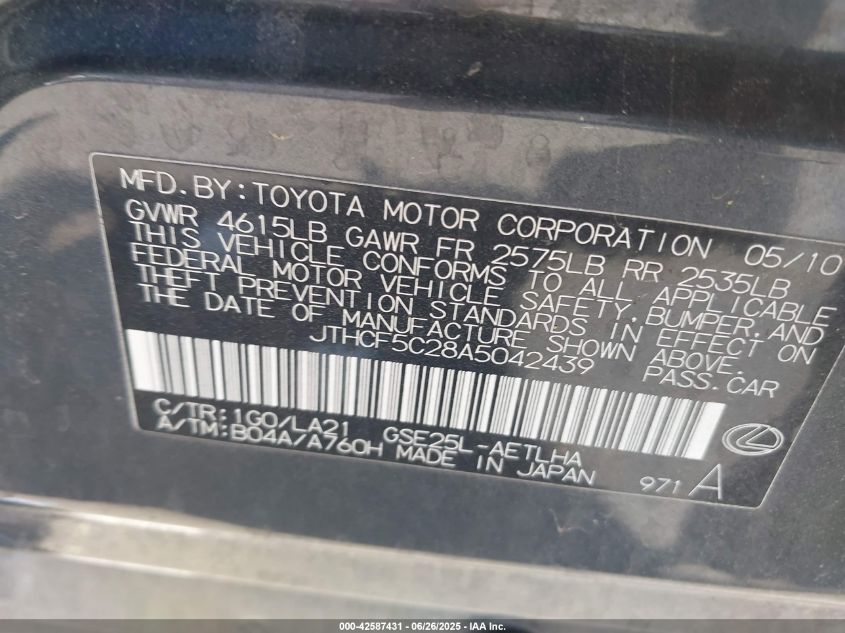 MFD.BY:TOYOTA MOTOR CORPORATION 05/10
GVWR 4615LB GAWR FR 2575LB RR 2535LB
THIS VEHICLE CONFORMS TO ALL APPLICABLE
FEDERAL MOTOR VEHICLE SAFETY,BUMPER,AND
THEFT PREVENTION STANDARDS IN EFFECT ON
THE DATE OF MANUFACTURE SHOWN ABOVE.
JTHCF5C28A5042439 PASS.CAR
C/TR:1G0/LA21 GSE25L-AETLHA
A/TM:B04A/A760H MADE IN JAPAN 971A
000-42587431 - 06/26/2025 - IAA Inc.